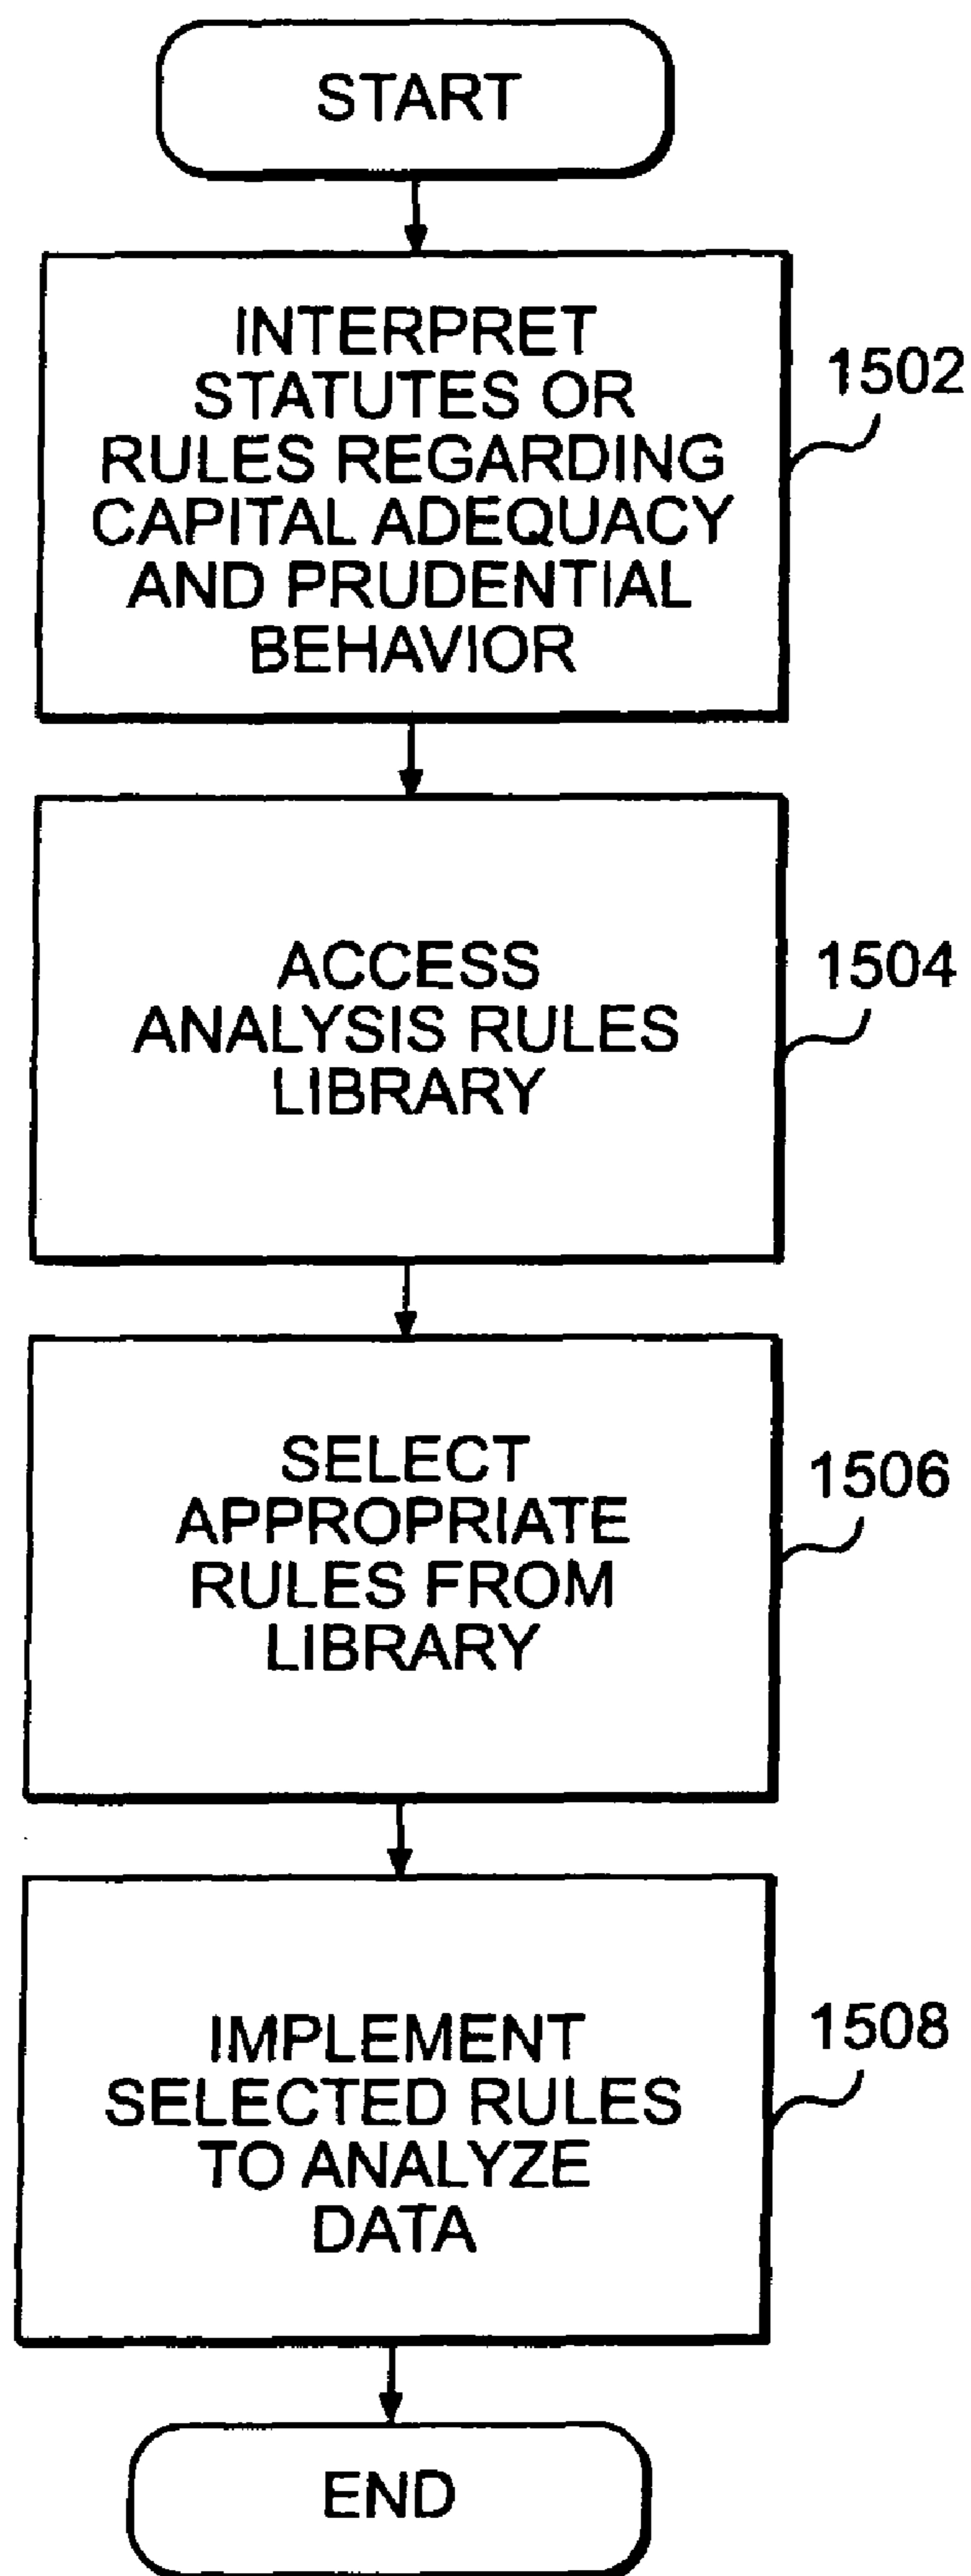 START
INTERPRET
STATUTES OR
RULES REGARDING
CAPITAL ADEQUACY
AND PRUDENTIAL
BEHAVIOR
1502
ACCESS
ANALYSIS RULES
LIBRARY
1504
SELECT
APPROPRIATE
RULES FROM
LIBRARY
1506
IMPLEMENT
SELECTED RULES
TO ANALYZE
DATA
1508
END